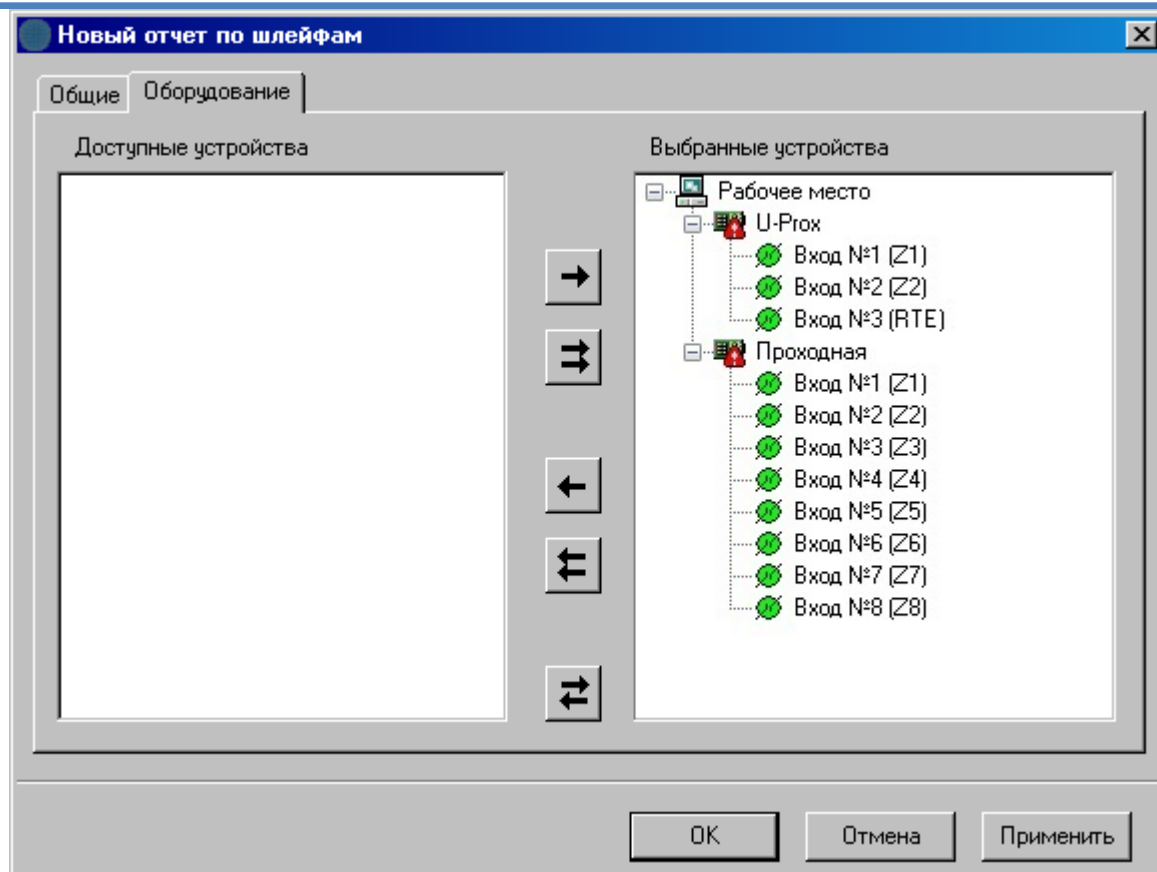 Новый отчет по шлейфам
Общие
Оборудование
Доступные устройства
Выбранные устройства
Рабочее место
U-Prox
Вход №1 (Z1)
Вход №2 (Z2)
Вход №3 (RTE)
Проходная
Вход №1 (Z1)
Вход №2 (Z2)
Вход №3 (Z3)
Вход №4 (Z4)
Вход №5 (Z5)
Вход №6 (Z6)
Вход №7 (Z7)
Вход №8 (Z8)
OK
Отмена
Применить